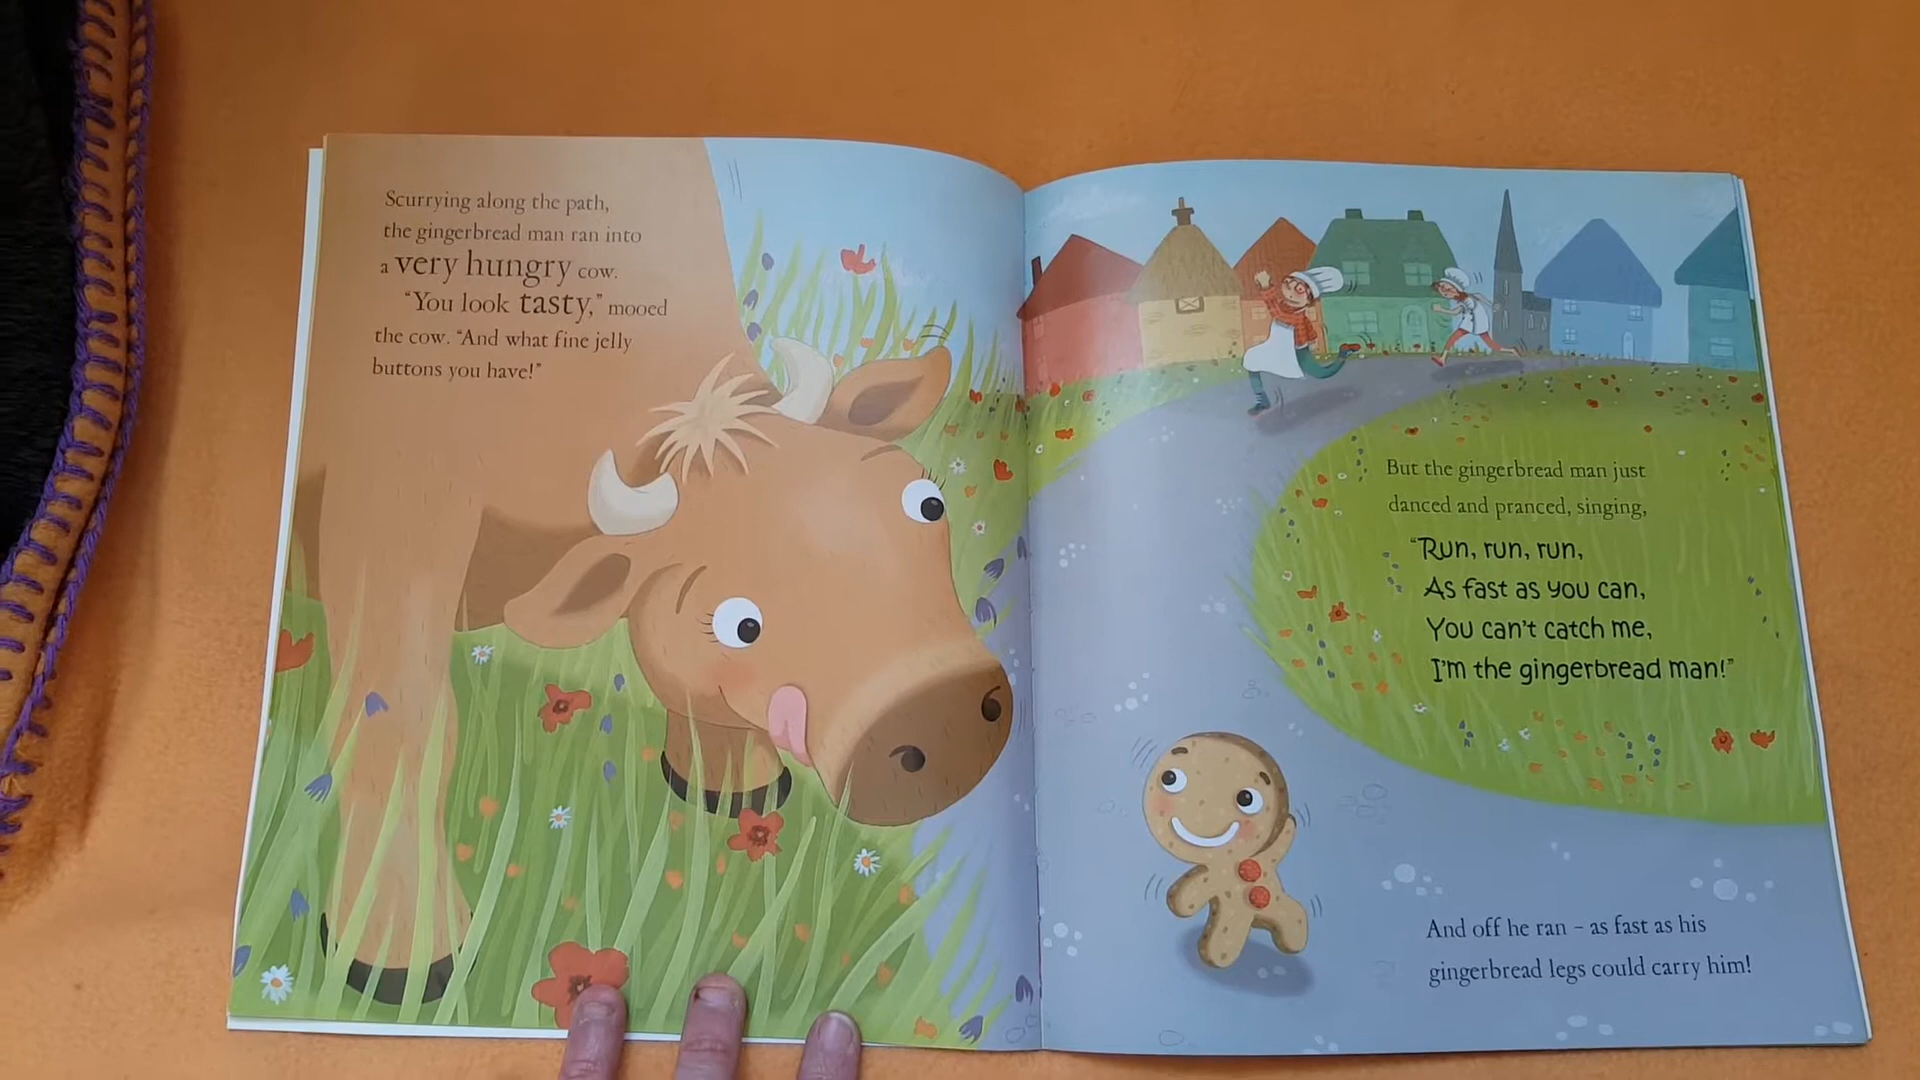 Scurrying along the path,
the gingerbread man ran into
a very hungry cow.
"You look tasty," mooed
the cow. "And what fine jelly
buttons you have!"
But the gingerbread man just
danced and pranced, singing,
"Run, run, run,
As fast as you can,
You can't catch me,
I'm the gingerbread man!"
And off he ran – as fast as his
gingerbread legs could carry him!